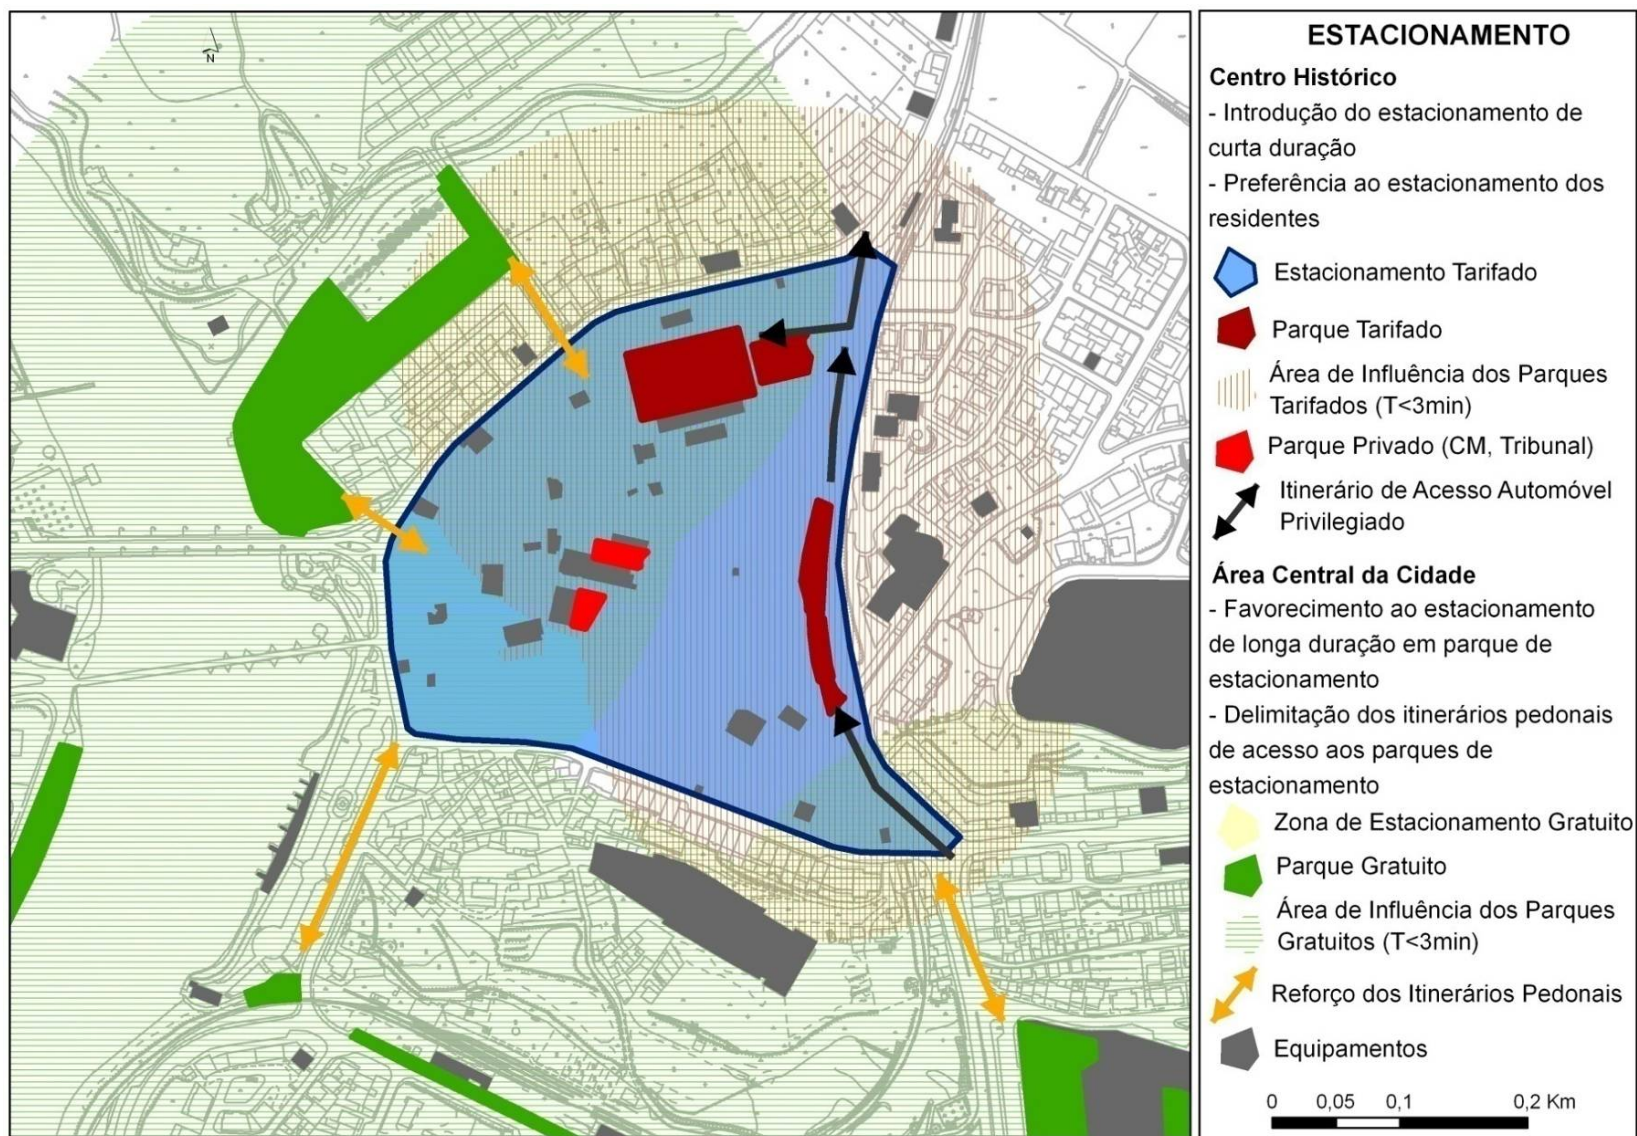 N
ESTACIONAMENTO
Centro Histórico
- Introdução do estacionamento de
curta duração
- Preferência ao estacionamento dos
residentes
Estacionamento Tarifado
Parque Tarifado
Área de Influência dos Parques
Tarifados (T<3min)
Parque Privado (CM, Tribunal)
Itinerário de Acesso Automóvel
Privilegiado
Área Central da Cidade
- Favorecimento ao estacionamento
de longa duração em parque de
estacionamento
- Delimitação dos itinerários pedonais
de acesso aos parques de
estacionamento
Zona de Estacionamento Gratuito
Parque Gratuito
Área de Influência dos Parques
Gratuitos (T<3min)
Reforço dos Itinerários Pedonais
Equipamentos
0 0,05 0,1 0,2 Km